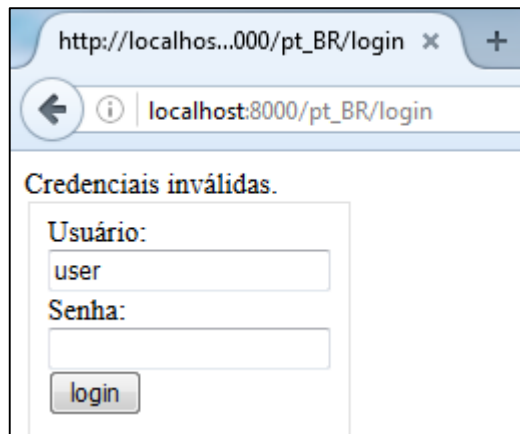 http://localhos...000/pt_BR/login
localhost:8000/pt_BR/login
Credenciais inválidas.
Usuário:
user
Senha:
login